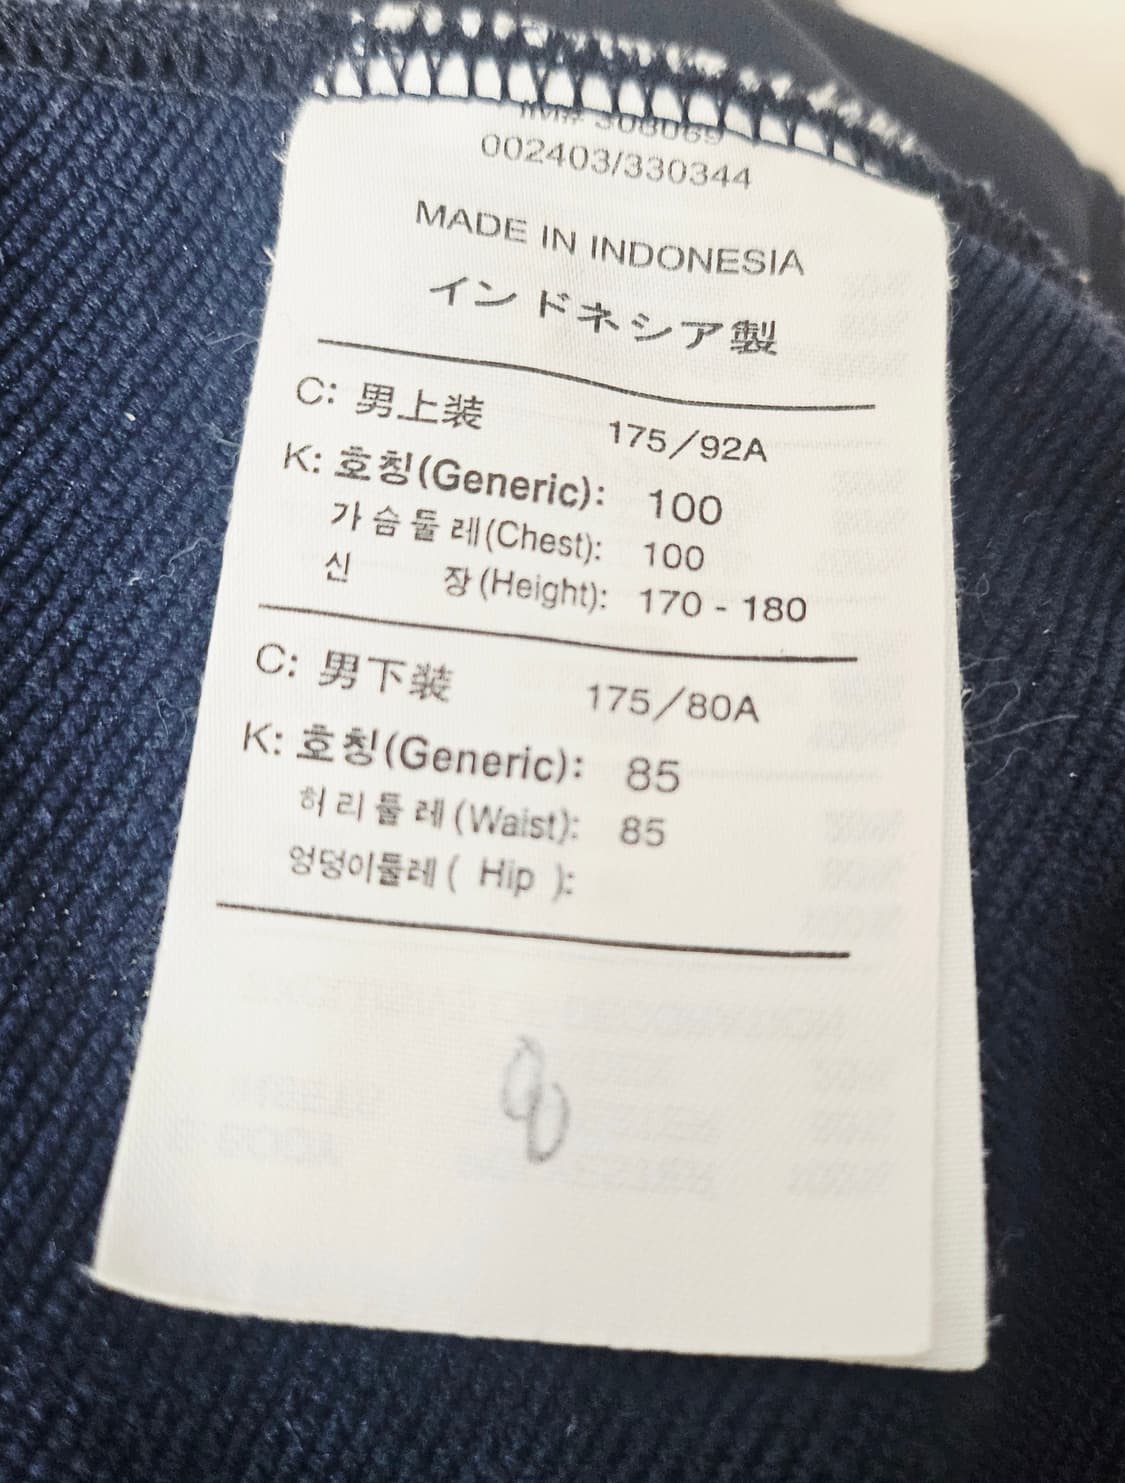 002403/330344
MADE IN INDONESIA
インドネシア製
C: 男上装 175/92A
K: 호칭(Generic): 100
가슴둘레(Chest): 100
신 장(Height): 170 - 180
C: 男下装 175/80A
K: 호칭(Generic): 85
허리둘레(Waist): 85
엉덩이둘레( Hip ):